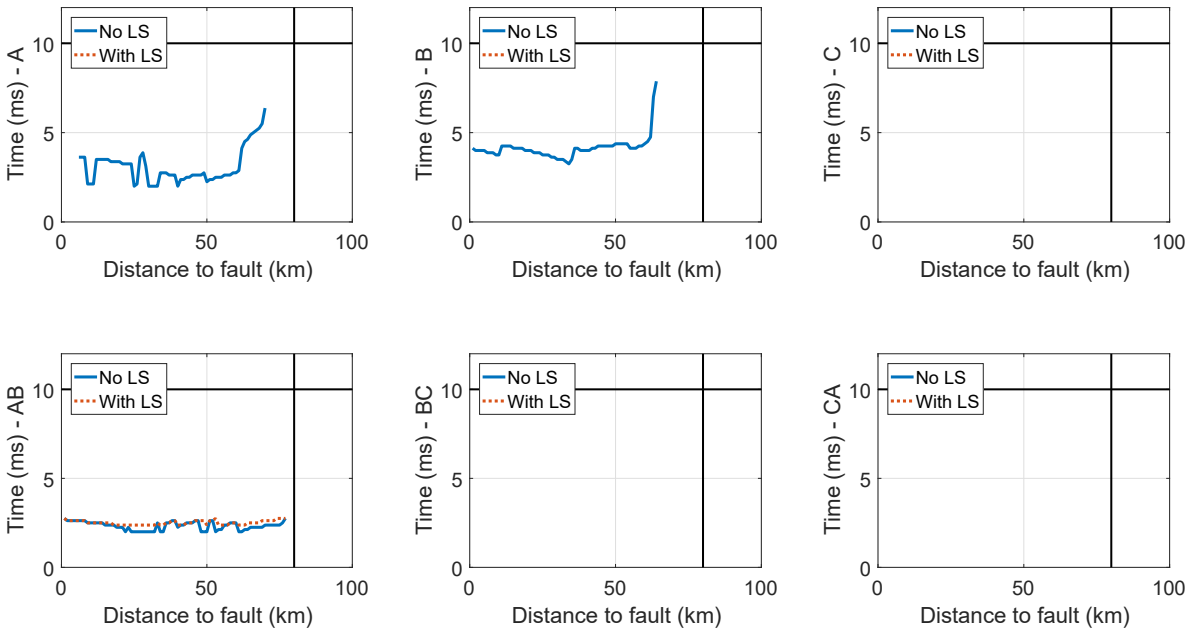 Time (ms) - A
10
5
0
No LS
With LS
0
50
100
Distance to fault (km)
Time (ms) - B
10
5
0
No LS
With LS
0
50
100
Distance to fault (km)
Time (ms) - C
10
5
0
No LS
With LS
0
50
100
Distance to fault (km)
Time (ms) - AB
10
5
0
No LS
With LS
0
50
100
Distance to fault (km)
Time (ms) - BC
10
5
0
No LS
With LS
0
50
100
Distance to fault (km)
Time (ms) - CA
10
5
0
No LS
With LS
0
50
100
Distance to fault (km)